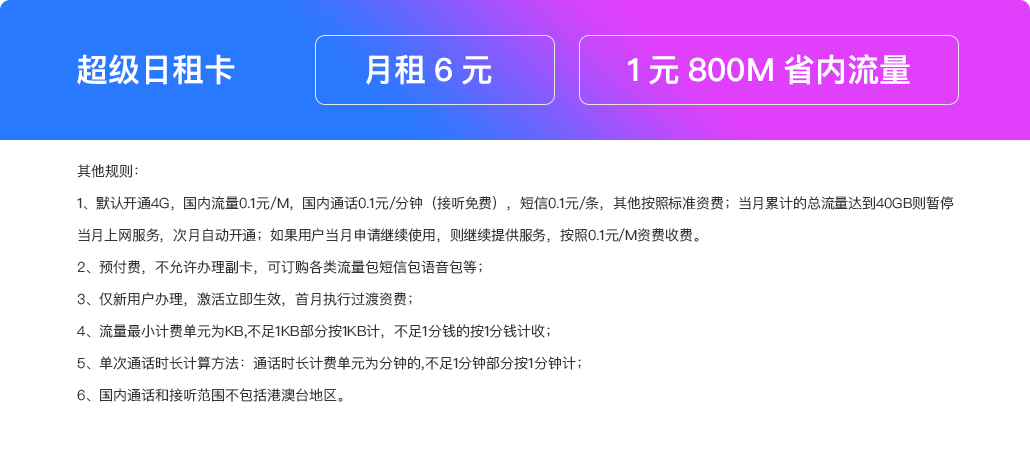 超级日租卡
月租 6 元
1 元 800M 省内流量
其他规则：
1、默认开通4G，国内流量0.1元/M，国内通话0.1元/分钟（接听免费），短信0.1元/条，其他按照标准资费；当月累计的总流量达到40GB则暂停
当月上网服务，次月自动开通；如果用户当月申请继续使用，则继续提供服务，按照0.1元/M资费收费。
2、预付费，不允许办理副卡，可订购各类流量包短信包语音包等；
3、仅新用户办理，激活立即生效，首月执行过渡资费；
4、流量最小计费单元为KB,不足1KB部分按1KB计，不足1分钱的按1分钱计收；
5、单次通话时长计算方法：通话时长计费单元为分钟的,不足1分钟部分按1分钟计；
6、国内通话和接听范围不包括港澳台地区。